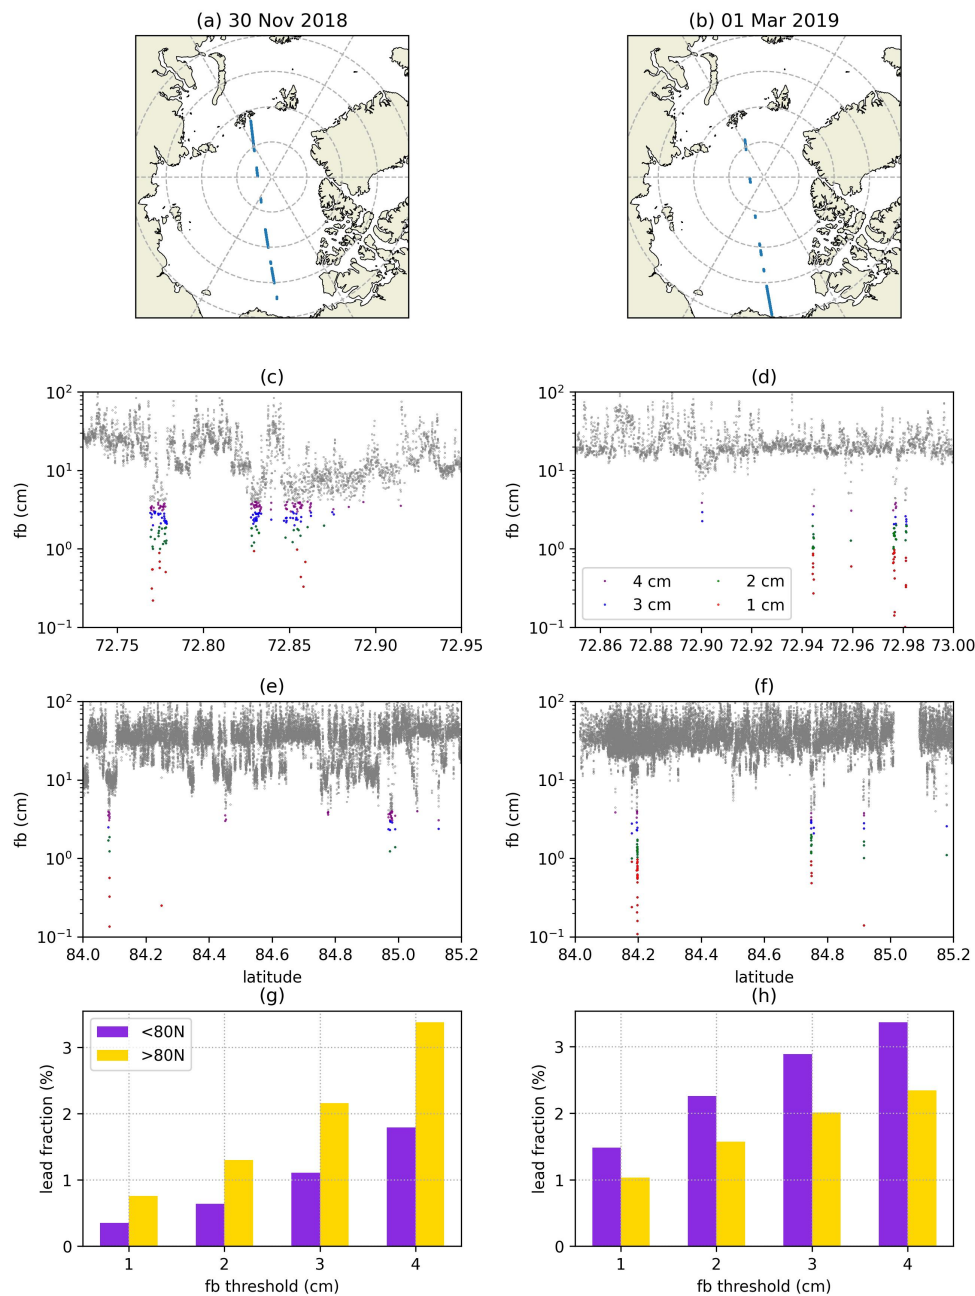 (a) 30 Nov 2018
(b) 01 Mar 2019
(c)
(d)
fb (cm)
10²
10¹
10⁰
10⁻¹
72.75 72.80 72.85 72.90 72.95
fb (cm)
10²
10¹
10⁰
10⁻¹
4 cm 2 cm
3 cm 1 cm
72.86 72.88 72.90 72.92 72.94 72.96 72.98 73.00
(e)
(f)
fb (cm)
10²
10¹
10⁰
10⁻¹
84.0 84.2 84.4 84.6 84.8 85.0 85.2
latitude
fb (cm)
10²
10¹
10⁰
10⁻¹
84.0 84.2 84.4 84.6 84.8 85.0 85.2
latitude
(g)
(h)
lead fraction (%)
3
2
1
0
<80N
>80N
1 2 3 4
fb threshold (cm)
lead fraction (%)
3
2
1
0
1 2 3 4
fb threshold (cm)